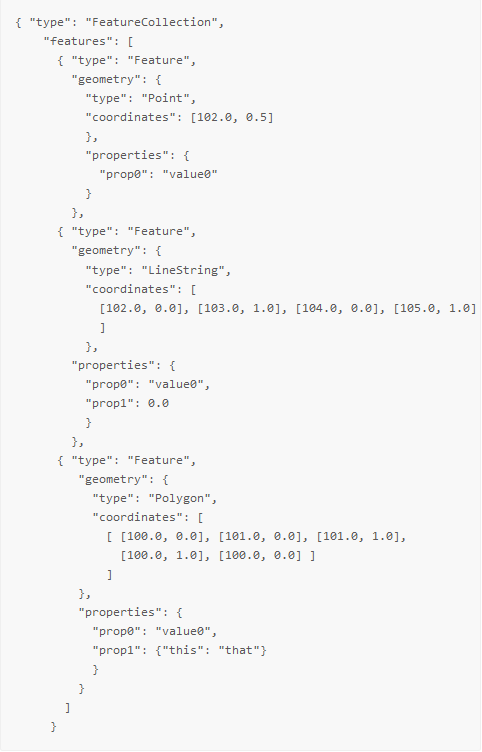 { "type": "FeatureCollection",
    "features": [
      { "type": "Feature",
        "geometry": {
          "type": "Point",
          "coordinates": [102.0, 0.5]
          },
          "properties": {
            "prop0": "value0"
          }
        },
      { "type": "Feature",
        "geometry": {
          "type": "LineString",
          "coordinates": [
            [102.0, 0.0], [103.0, 1.0], [104.0, 0.0], [105.0, 1.0]
            ]
          },
        "properties": {
          "prop0": "value0",
          "prop1": 0.0
          }
        },
      { "type": "Feature",
         "geometry": {
           "type": "Polygon",
           "coordinates": [
             [ [100.0, 0.0], [101.0, 0.0], [101.0, 1.0],
               [100.0, 1.0], [100.0, 0.0] ]
             ]
         },
         "properties": {
           "prop0": "value0",
           "prop1": {"this": "that"}
           }
         }
       ]
     }